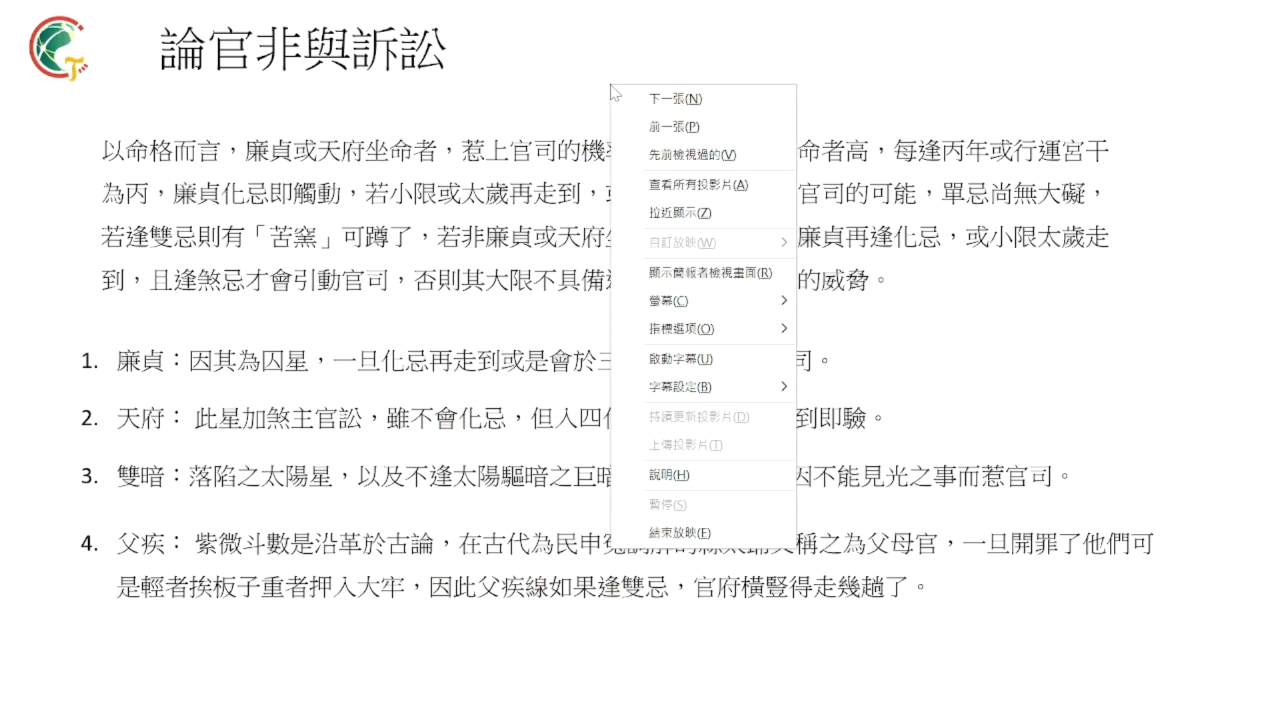 論官非與訴訟
以命格而言，廉貞或天府坐命者，惹上官司的機 命者高，每逢丙年或行運宮干
為丙，廉貞化忌即觸動，若小限或太歲再走到， 官司的可能，單忌尚無大礙，
若逢雙忌則有「苦窯」可蹲了，若非廉貞或天府 廉貞再逢化忌，或小限太歲走
到，且逢煞忌才會引動官司，否則其大限不具備 的威脅。
1. 廉貞：因其為囚星，一旦化忌再走到或是會於三 司。
2. 天府： 此星加煞主官訟，雖不會化忌，但入四 到即驗。
3. 雙暗：落陷之太陽星，以及不逢太陽驅暗之巨暗 因不能見光之事而惹官司。
4. 父疾： 紫微斗數是沿革於古論，在古代為民申 稱之為父母官，一旦開罪了他們可
是輕者挨板子重者押入大牢，因此父疾線如果逢雙忌，官府橫豎得走幾趟了。
下一張(N)
前一張(P)
先前檢視過的(V)
查看所有投影片(A)
拉近顯示(Z)
自訂放映(W)
顯示簡報者檢視畫面(R)
螢幕(C)
指標選項(O)
啟動字幕(U)
字幕設定(B)
持續更新投影片(D)
上傳投影片(T)
說明(H)
暫停(S)
結束放映(E)